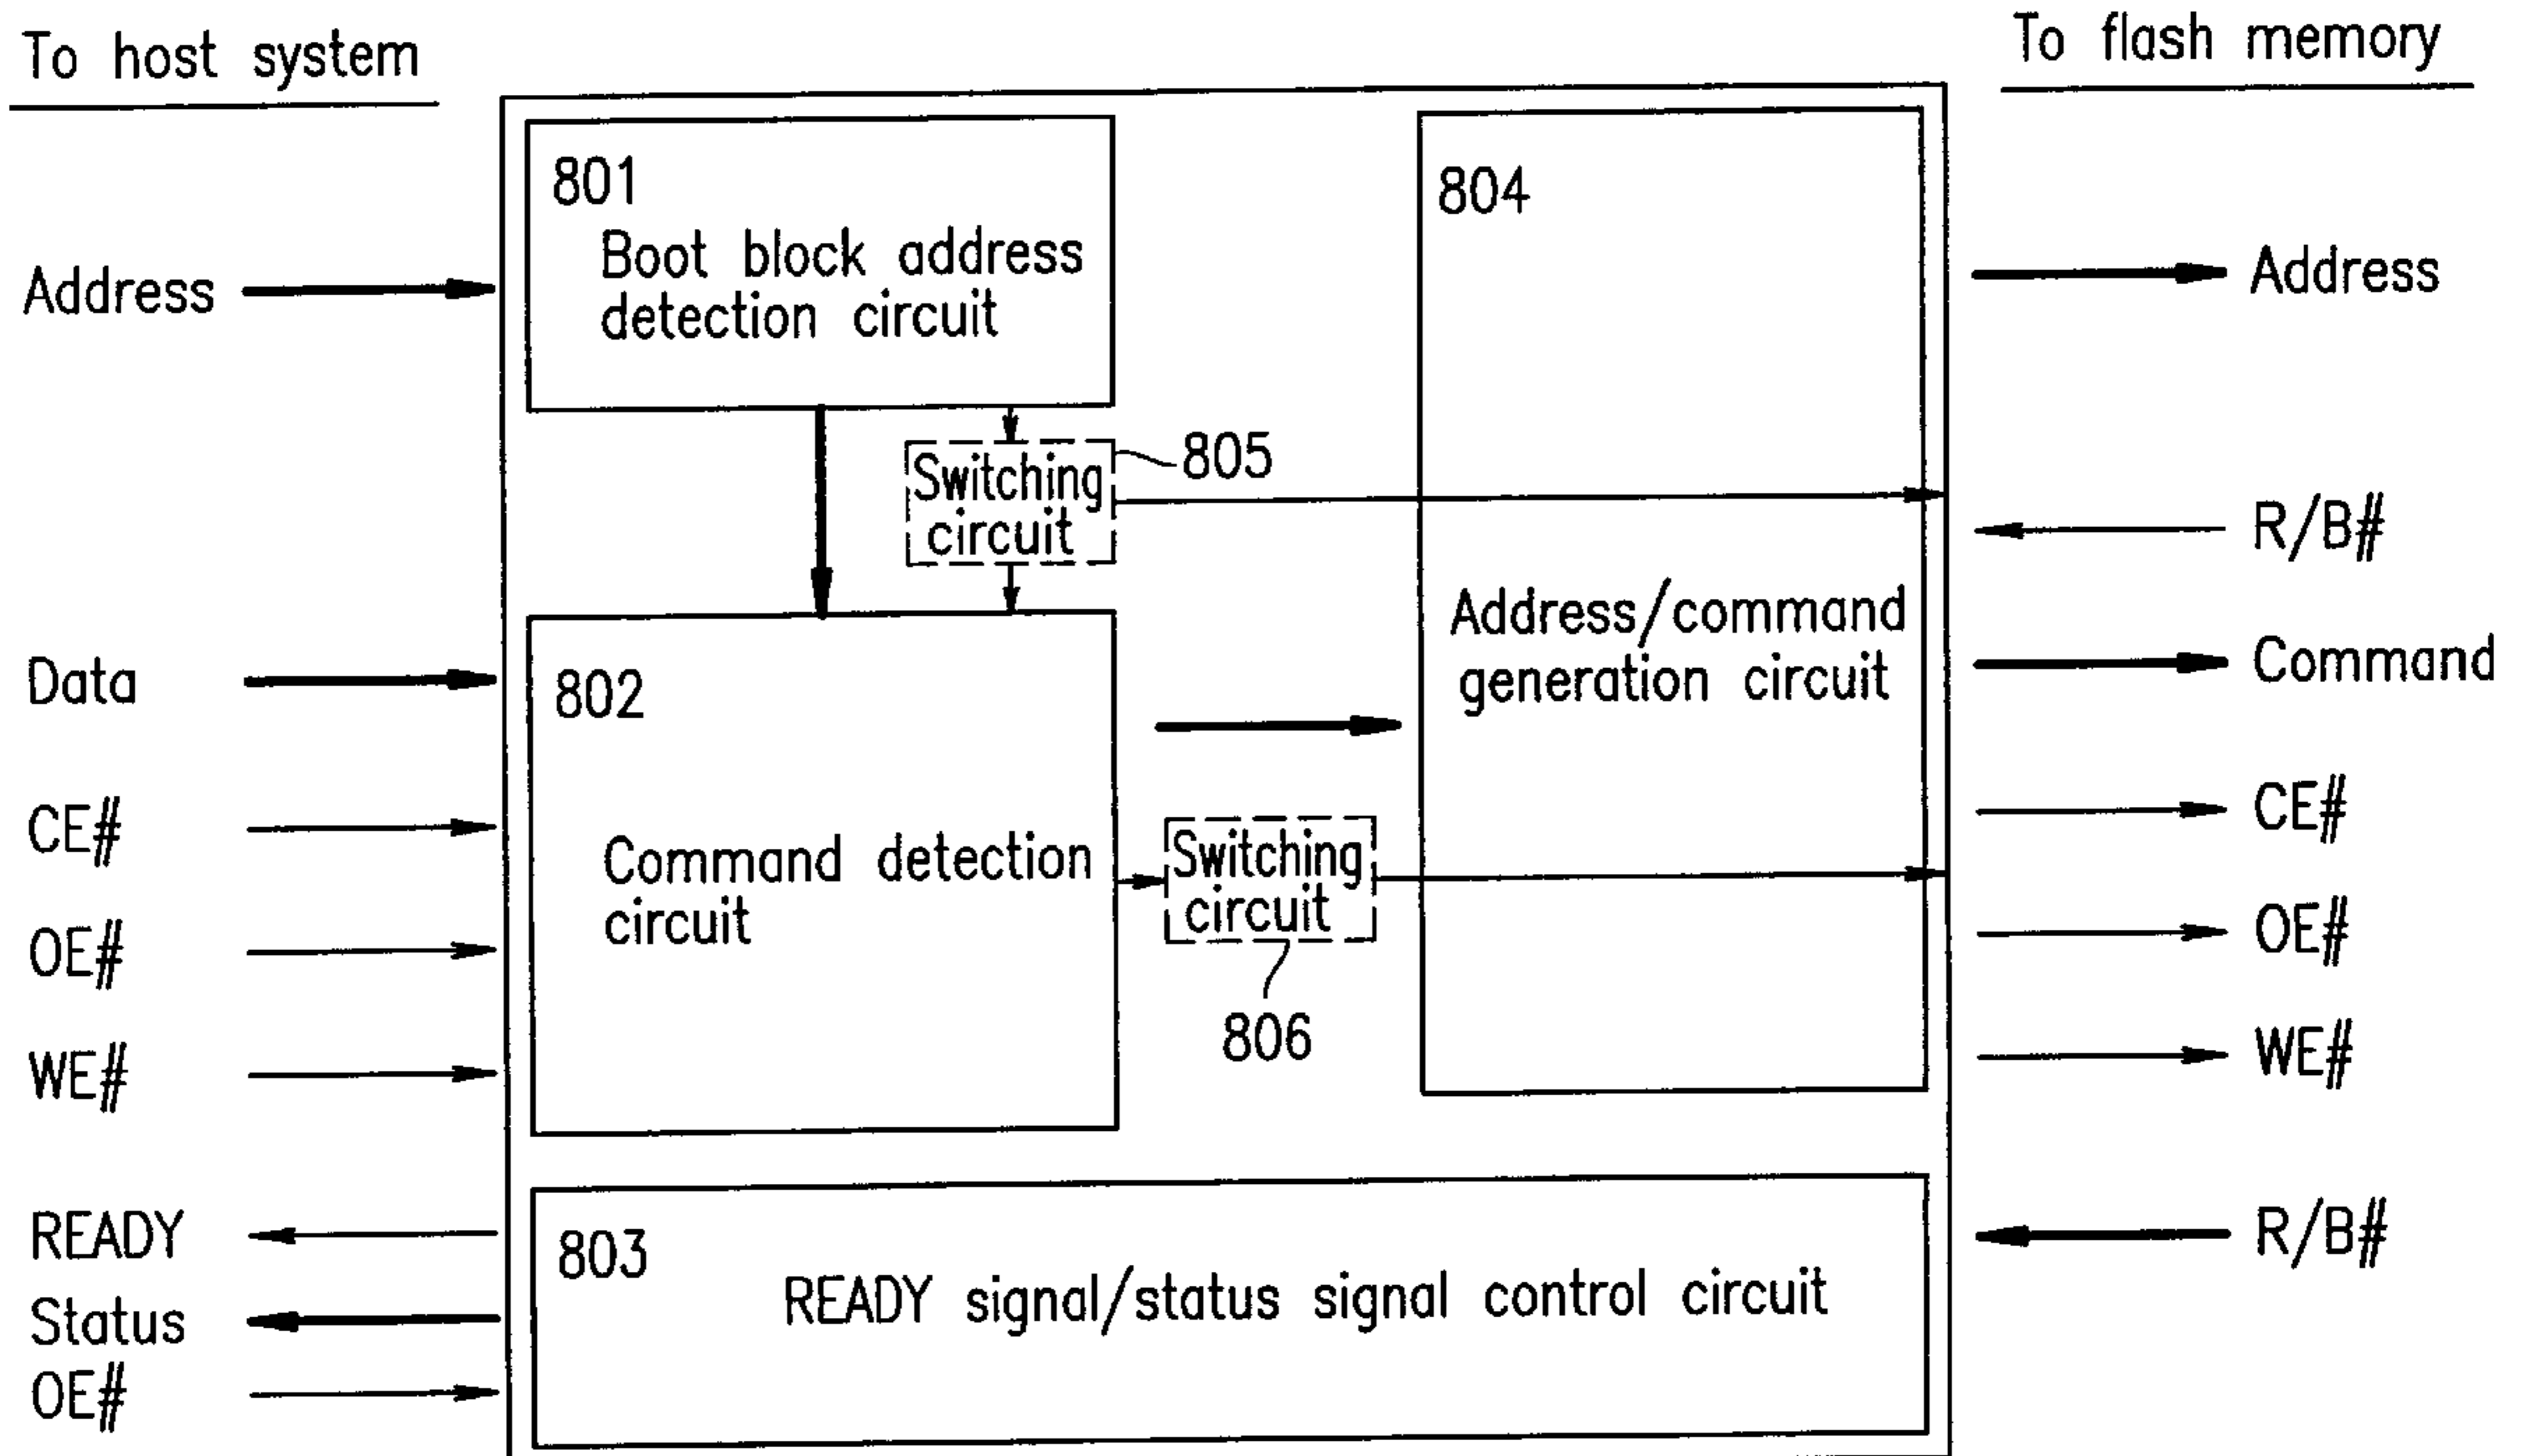 To host system
To flash memory
801
Boot block address
detection circuit
804
Address
Address
Switching
circuit
805
R/B#
Address/command
generation circuit
Data
802
Command
CE#
Command detection
circuit
Switching
circuit
CE#
OE#
OE#
806
WE#
WE#
READY
803
READY signal/status signal control circuit
R/B#
Status
OE#